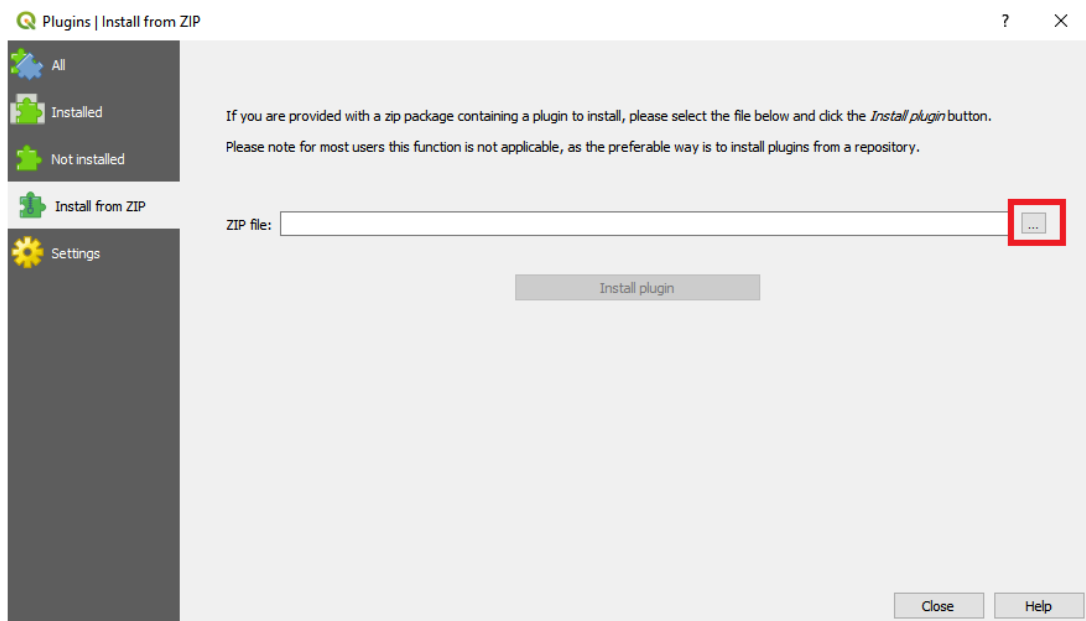 Plugins | Install from ZIP
?
All
Installed
Not installed
Install from ZIP
Settings
If you are provided with a zip package containing a plugin to install, please select the file below and click the Install plugin button.
Please note for most users this function is not applicable, as the preferable way is to install plugins from a repository.
ZIP file:
...
Install plugin
Close
Help